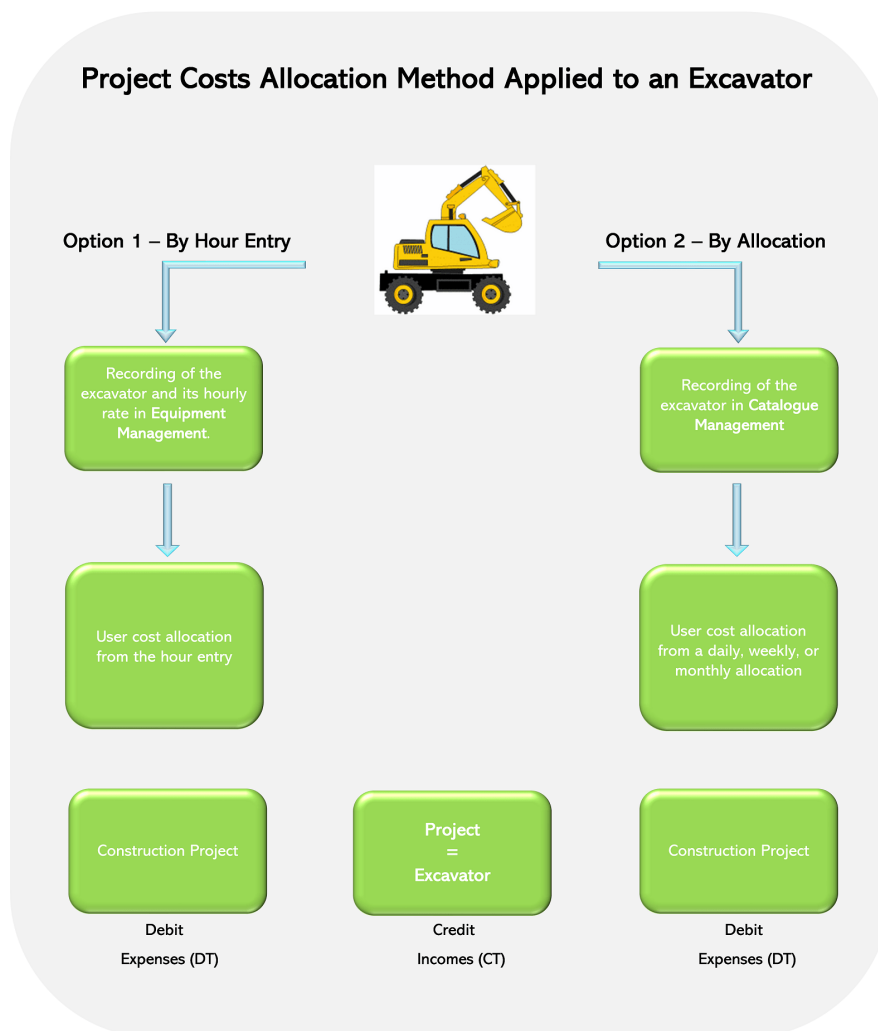 Project Costs Allocation Method Applied to an Excavator
Option 1 – By Hour Entry
Option 2 – By Allocation
Recording of the
excavator and its hourly
rate in Equipment
Management.
Recording of the
excavator in Catalogue
Management
User cost allocation
from the hour entry
User cost allocation
from a daily, weekly, or
monthly allocation
Construction Project
Project
=
Excavator
Construction Project
Debit
Credit
Debit
Expenses (DT)
Incomes (CT)
Expenses (DT)